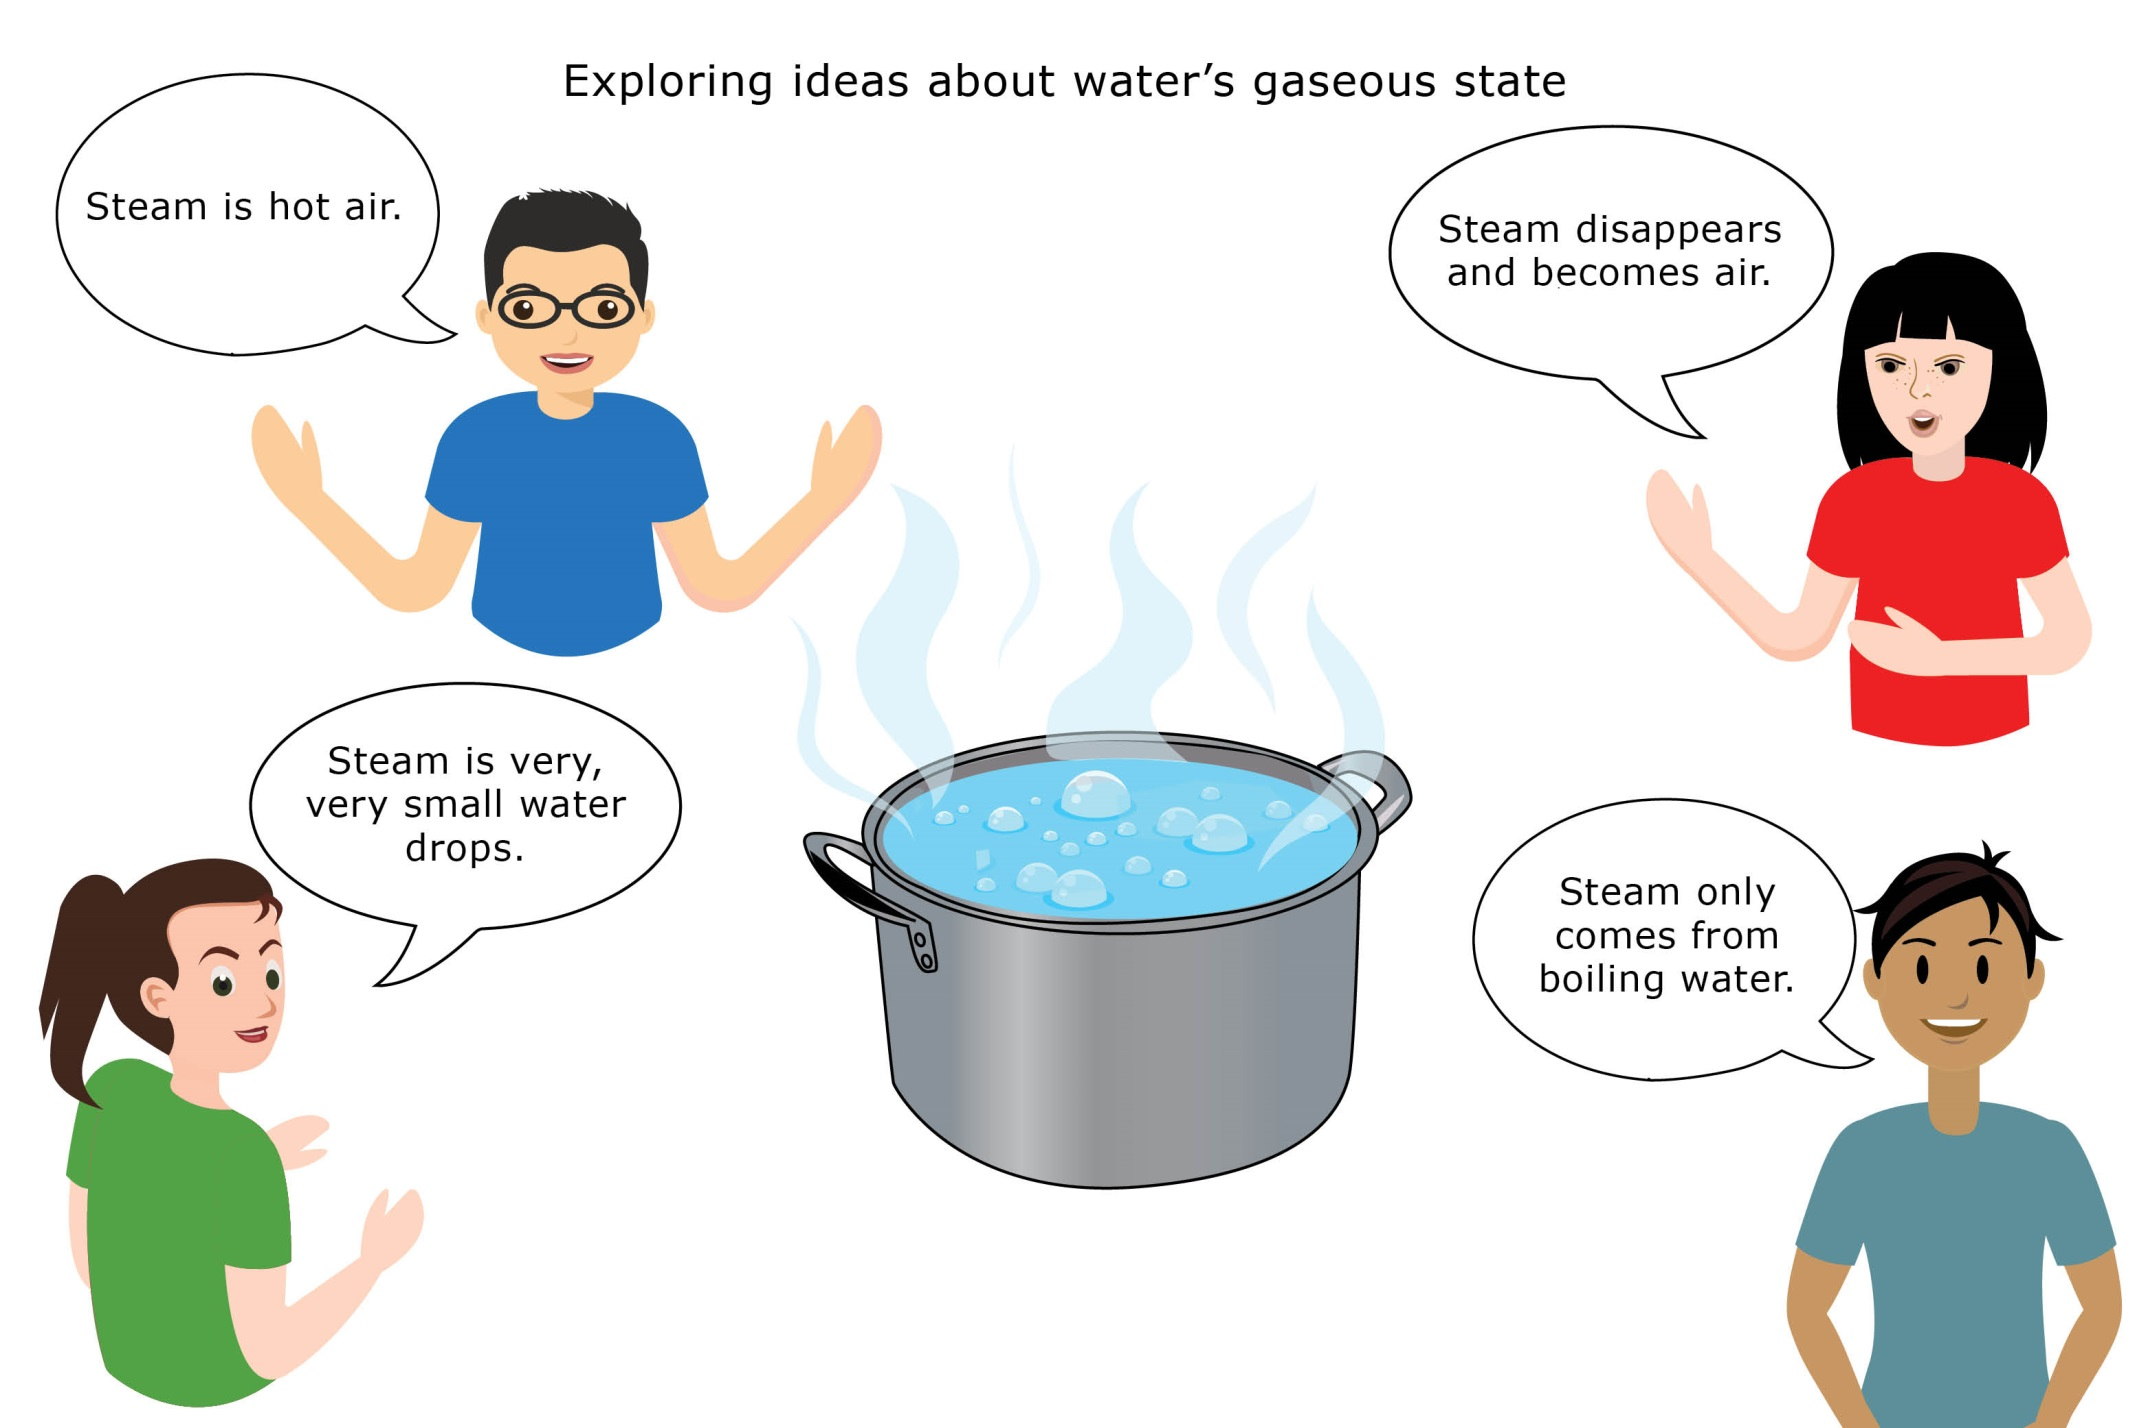 Exploring ideas about water’s gaseous state
Steam is hot air.
Steam disappears
and becomes air.
Steam is very,
very small water
drops.
Steam only
comes from
boiling water.